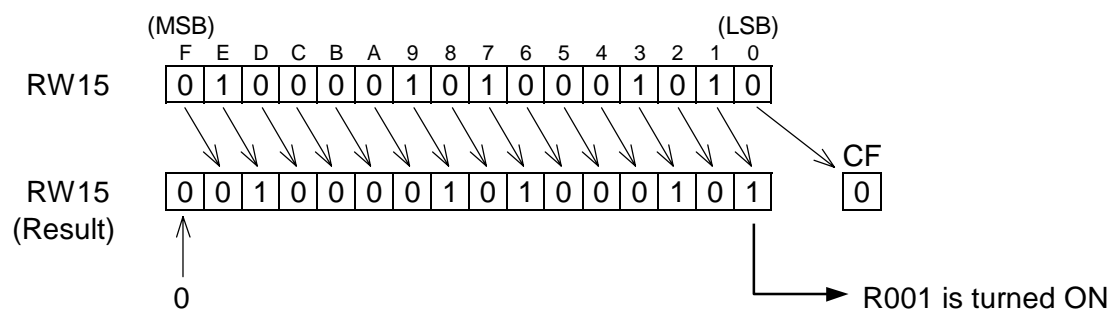 (MSB) (LSB)
F E D C B A 9 8 7 6 5 4 3 2 1 0
RW15 0 1 0 0 0 0 1 0 1 0 0 0 1 0 1 0
CF
RW15 0 0 1 0 0 0 0 1 0 1 0 0 0 1 0 1 0
(Result)
0 R001 is turned ON